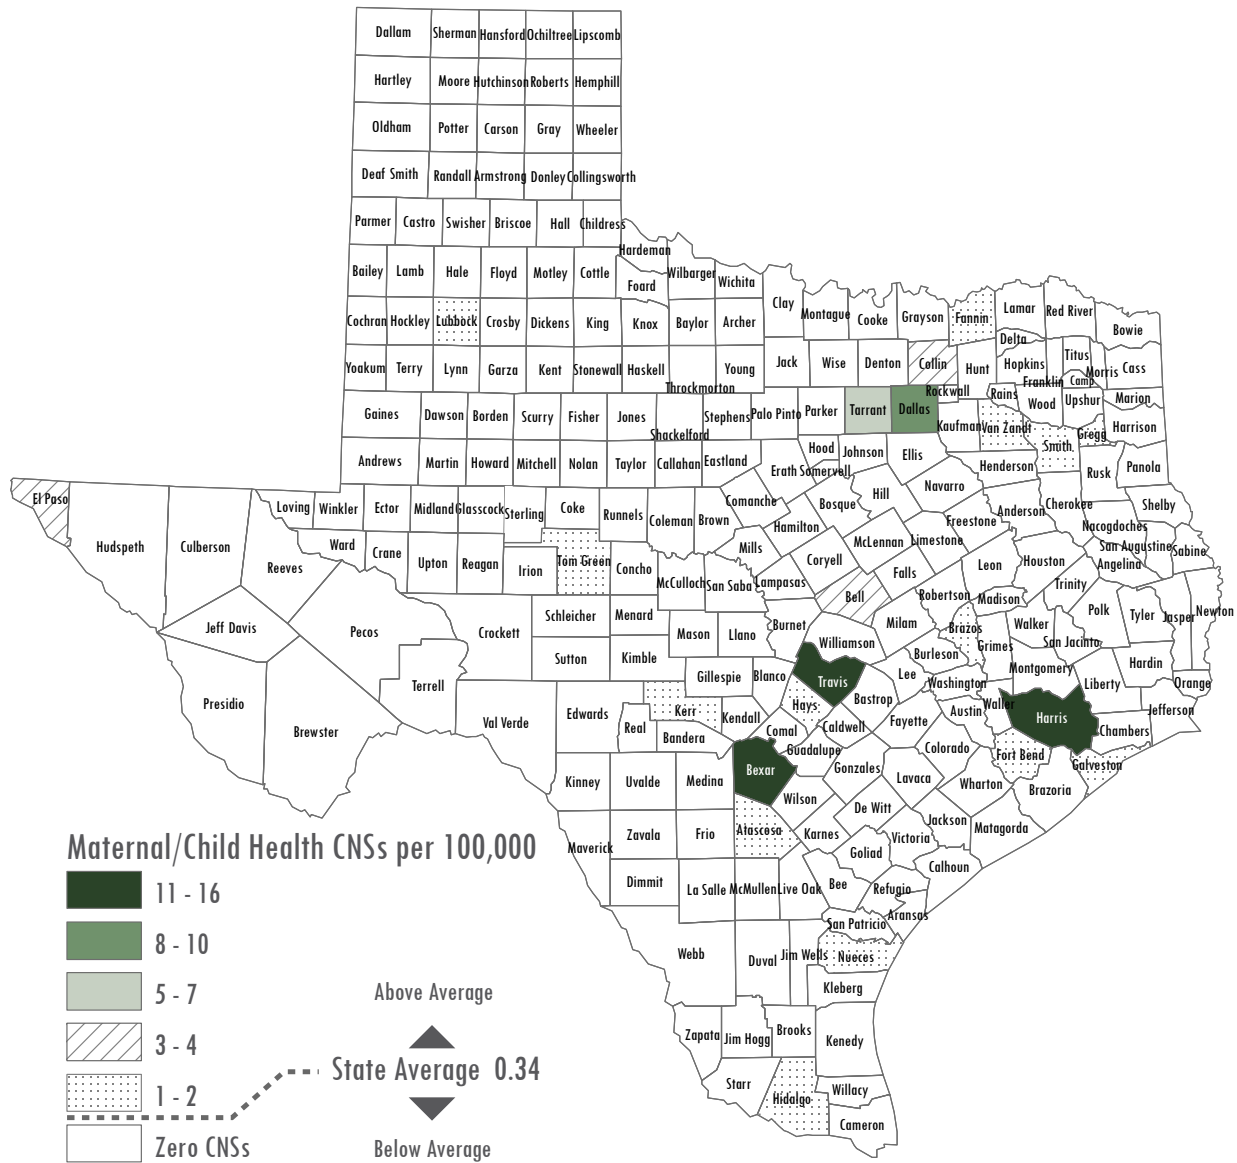 Dallam Sherman Hansford Ochiltree Lipscomb
Hartley Moore Hutchinson Roberts Hemphill
Oldham Potter Carson Gray Wheeler
Deaf Smith Randall Armstrong Donley Collingsworth
Parmer Castro Swisher Briscoe Hall Childress
Hardeman
Bailey Lamb Hale Floyd Motley Cottle Foard Wilbarger Wichita
Clay Montague Cooke Grayson Fannin Lamar Red River Bowie
Cochran Hockley Lubbock Crosby Dickens King Knox Baylor Archer
Delta
Yoakum Terry Lynn Garza Kent Stonewall Haskell Throckmorton Young Jack Wise Denton Collin Hunt Hopkins Franklin Titus Camp Morris Cass
Rockwall Rains Wood Upshur Marion
Gaines Dawson Borden Scurry Fisher Jones Shackelford Stephens Palo Pinto Parker Tarrant Dallas Kaufman Van Zandt Smith Gregg Harrison
Andrews Martin Howard Mitchell Nolan Taylor Callahan Eastland Erath Hood Somervell Johnson Ellis Henderson Rusk Panola
El Paso Hudspeth Culberson Loving Winkler Ector Midland Glasscock Sterling Coke Runnels Coleman Brown Comanche Hamilton Bosque Hill Navarro Freestone Anderson Cherokee Nacogdoches Shelby
Reeves Ward Crane Upton Reagan Irion Tom Green Concho McCulloch San Saba Mills Lampasas Coryell McLennan Limestone Falls Leon Houston Angelina San Augustine Sabine
Jeff Davis Pecos Crockett Schleicher Menard Mason Llano Burnet Bell Milam Robertson Madison Trinity Polk Tyler Jasper Newton
Presidio Brewster Terrell Sutton Kimble Gillespie Blanco Williamson Travis Lee Burleson Brazos Grimes Walker San Jacinto Montgomery Liberty Hardin Orange
Val Verde Edwards Real Kerr Bandera Kendall Comal Hays Caldwell Bastrop Fayette Washington Austin Waller Harris Chambers Jefferson
Kinney Uvalde Medina Bexar Guadalupe Gonzales Lavaca Colorado Wharton Fort Bend Brazoria Galveston
Maverick Zavala Frio Atascosa Wilson Karnes De Witt Victoria Jackson Matagorda
Dimmit La Salle McMullen Live Oak Bee Goliad Refugio Calhoun Aransas
Webb Duval Jim Wells San Patricio Nueces
Kleberg
Zapata Jim Hogg Brooks Kenedy
Starr Hidalgo Willacy
Cameron
Maternal/Child Health CNSs per 100,000
11 - 16
8 - 10
5 - 7
3 - 4
1 - 2
Zero CNSs
Above Average
State Average 0.34
Below Average